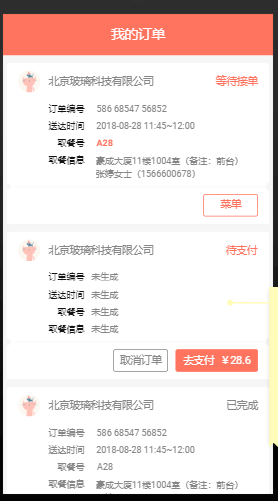 我的订单
北京玻璃科技有限公司 等待接单
订单编号 586 68547 56852
送达时间 2018-08-28 11:45~12:00
取餐号 A28
取餐信息 豪成大厦11楼1004室（备注：前台）
张婷女士（1566600678）
菜单
北京玻璃科技有限公司 待支付
订单编号 未生成
送达时间 未生成
取餐号 未生成
取餐信息 未生成
取消订单 去支付 ￥28.6
北京玻璃科技有限公司 已完成
订单编号 586 68547 56852
送达时间 2018-08-28 11:45~12:00
取餐号 A28
取餐信息 豪成大厦11楼1004室（备注：前台）